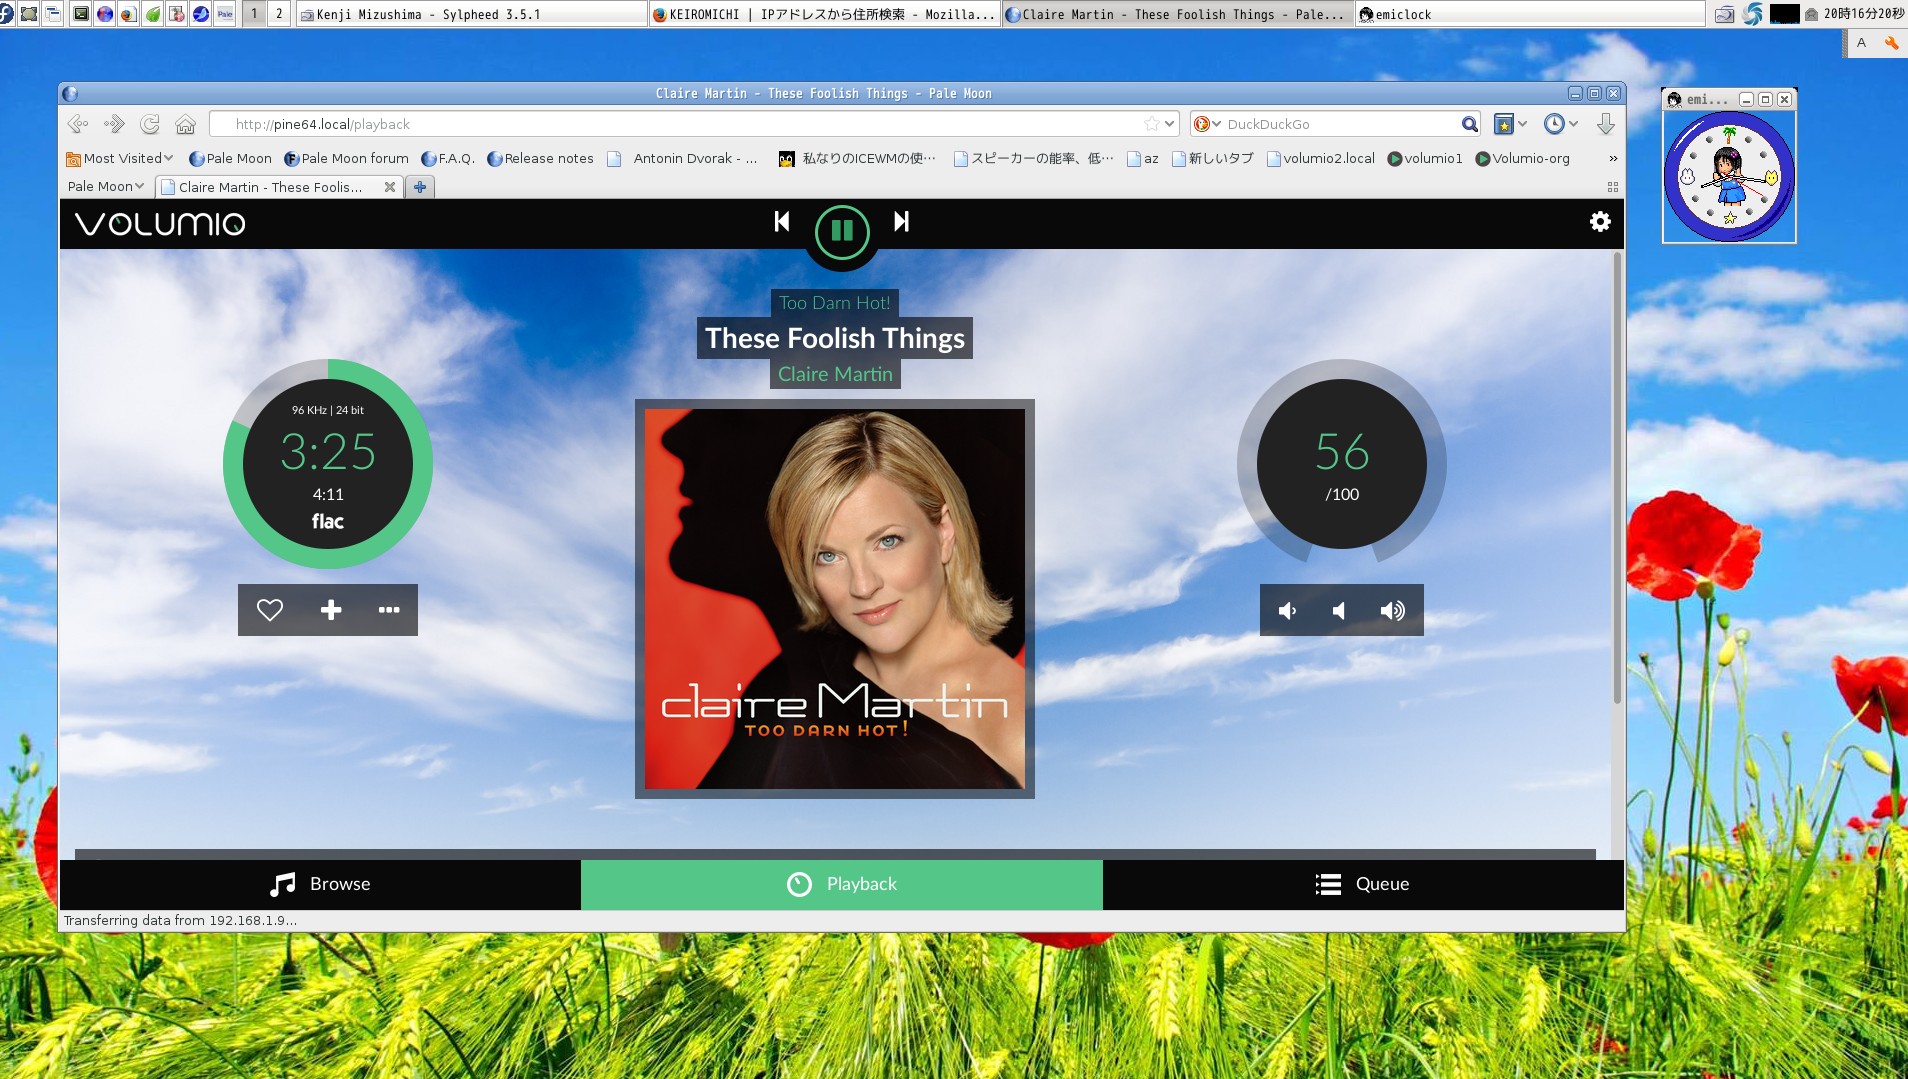 Pale
1
2
Kenji Mizushima - Sylpheed 3.5.1
KEIROMICHI | IPアドレスから住所検索 - Mozilla...
Claire Martin - These Foolish Things - Pale...
emiclock
20時16分20秒
A
Claire Martin - These Foolish Things - Pale Moon
emi...
http://pine64.local/playback
DuckDuckGo
Most Visited
Pale Moon
Pale Moon forum
F.A.Q.
Release notes
Antonin Dvorak - ...
私なりのICEWMの使…
スピーカーの能率、低…
az
新しいタブ
volumio2.local
volumio1
Volumio-org
»
Pale Moon
Claire Martin - These Foolis...
VOLUMIO
Too Darn Hot!
These Foolish Things
Claire Martin
96 KHz | 24 bit
3:25
4:11
flac
56
/100
claire Martin
TOO DARN HOT!
Browse
Playback
Queue
Transferring data from 192.168.1.9...